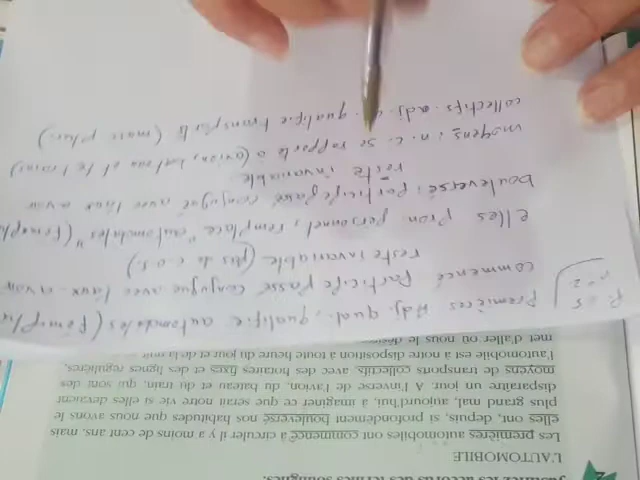 les accords des termes soulignés.
L'AUTOMOBILE
Les premières automobiles ont commencé à circuler il y a moins de cent ans, mais
elles ont, depuis, si profondément bouleversé nos habitudes que nous avons le
plus grand mal, aujourd'hui, à imaginer ce que serait notre vie si elles devaient
disparaître un jour. A l'inverse de l'avion, du bateau et du train, qui sont des
moyens de transports collectifs, avec des horaires fixes et des lignes régulières,
l'automobile est à notre disposition à toute heure du jour et de la nuit
met d'aller où nous le
Premières Adj. qual., qualifie automobiles
commencé Participe passé conjugué avec l'aux avoir
reste invariable (pas de c.o.d.)
elles pron personnel, remplace "automobiles"
bouleversé: participe passé conjugué avec l'aux avoir
reste invariable
moyens: n.c. se rapporte à (avion, bateau et le train)
collectifs. adj. q. qualifie transports (masc plur.)